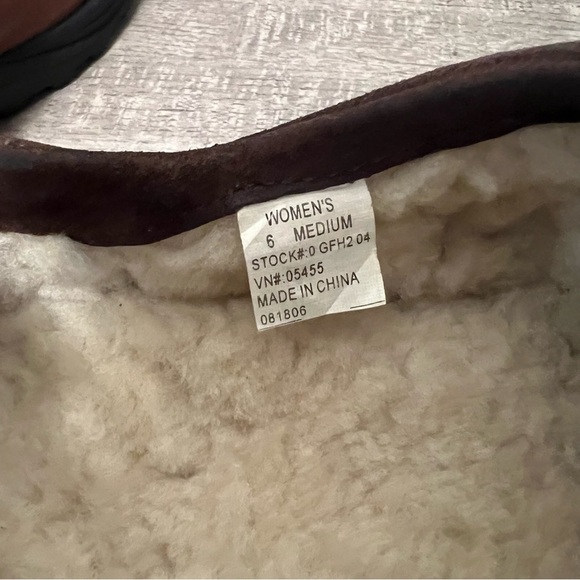 WOMEN'S
6 MEDIUM
STOCK#:0 GFH2 04
VN#:05455
MADE IN CHINA
081806